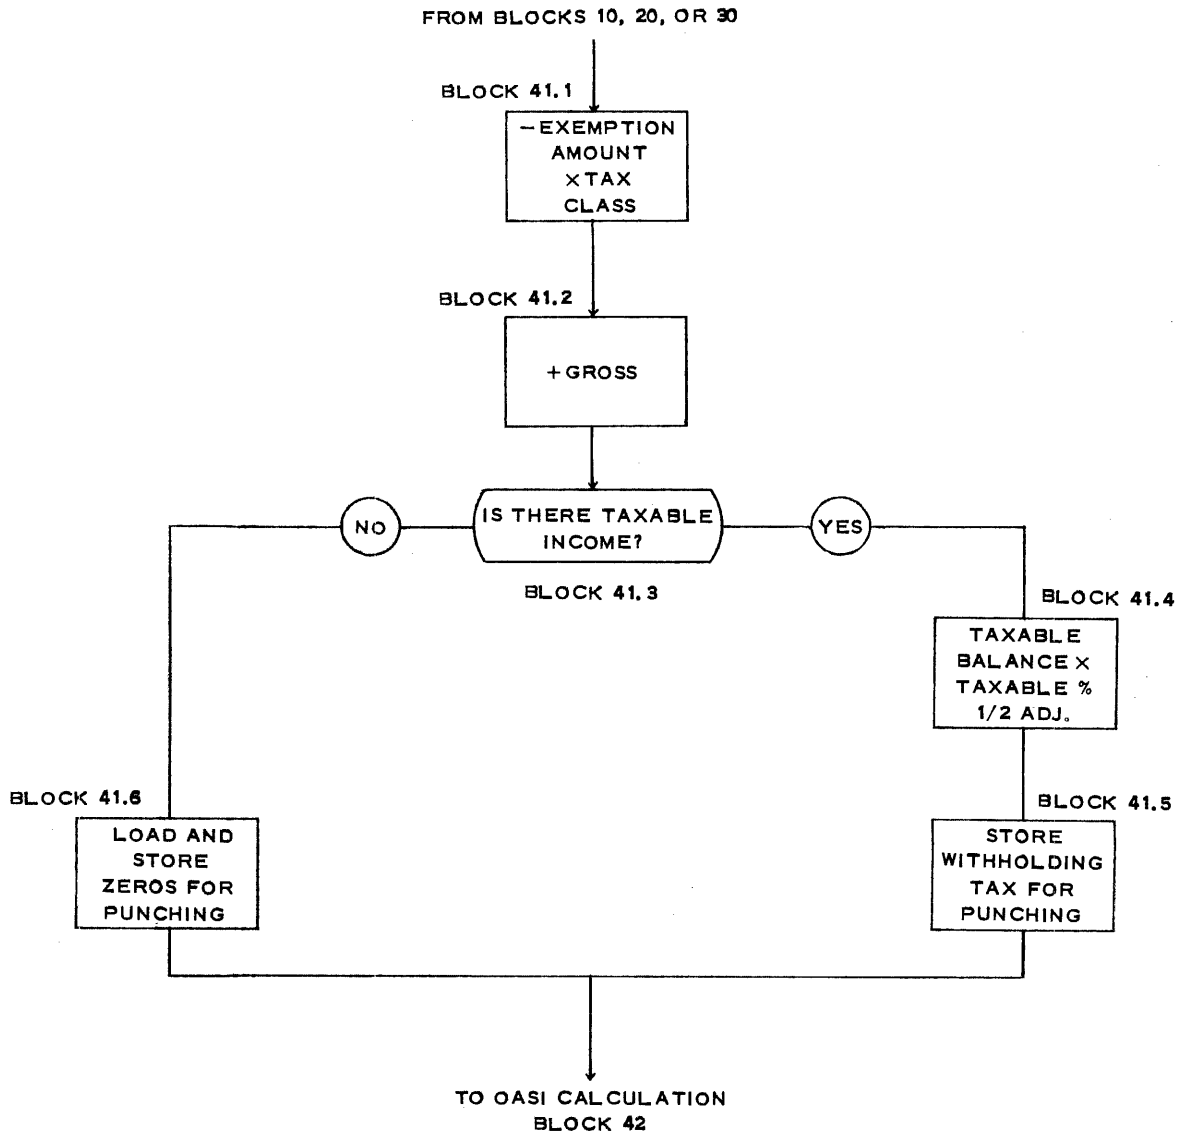 FROM BLOCKS 10, 20, OR 30
BLOCK 41.1
-EXEMPTION
AMOUNT
×TAX
CLASS
BLOCK 41.2
+GROSS
IS THERE TAXABLE
INCOME?
NO
YES
BLOCK 41.3
BLOCK 41.4
TAXABLE
BALANCE ×
TAXABLE %
1/2 ADJ.
BLOCK 41.6
LOAD AND
STORE
ZEROS FOR
PUNCHING
BLOCK 41.5
STORE
WITHHOLDING
TAX FOR
PUNCHING
TO OASI CALCULATION
BLOCK 42